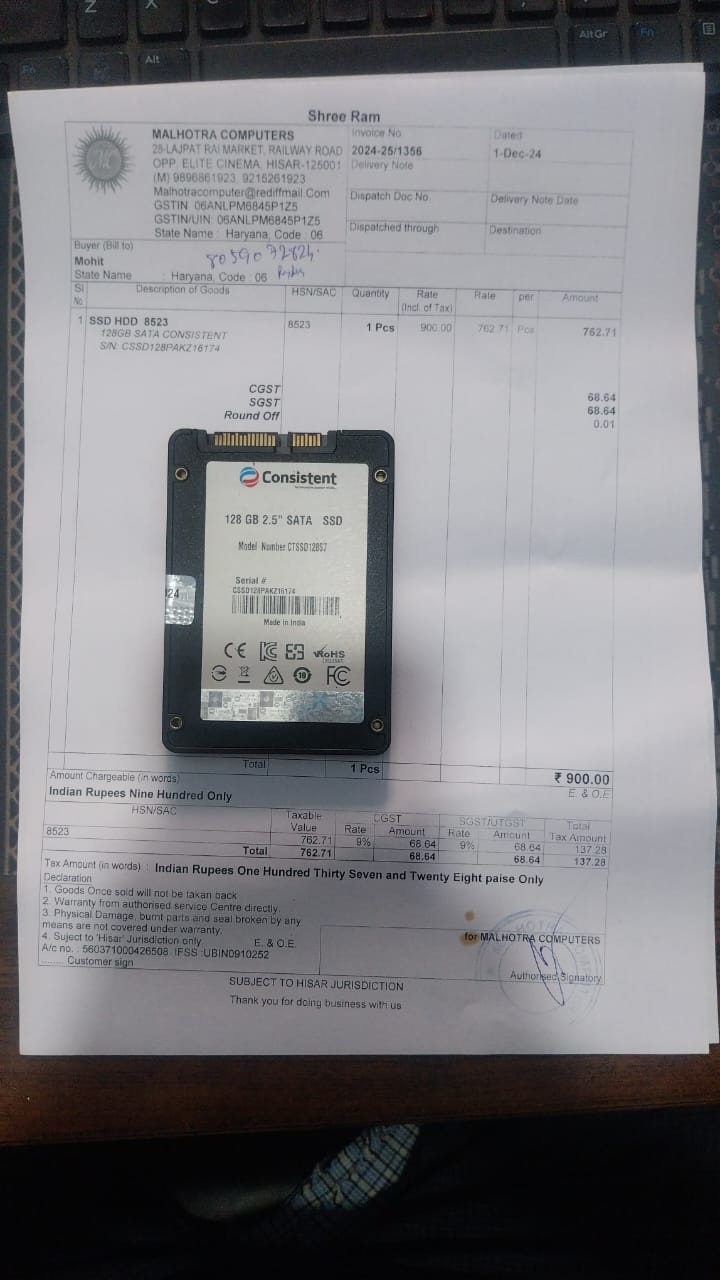 Z X
AltGr Fn
Alt
Fn
Shree Ram
MALHOTRA COMPUTERS
28-LAJPAT RAI MARKET, RAILWAY ROAD
OPP. ELITE CINEMA, HISAR-125001
(M) 9896861923, 9215261923
Malhotracomputer@rediffmail.Com
GSTIN 06ANLPM6845P1Z5
GSTIN/UIN: 06ANLPM6845P1Z5
State Name : Haryana, Code : 06
Invoice No. Dated
2024-25/1356 1-Dec-24
Delivery Note
Dispatch Doc No. Delivery Note Date
Dispatched through Destination
Buyer (Bill to)
Mohit 8059072824
State Name : Haryana, Code : 06
Sl No. Description of Goods HSN/SAC Quantity Rate (Incl. of Tax) Rate per Amount
1 SSD HDD 8523 8523 1 Pcs 900.00 762.71 Pcs 762.71
128GB SATA CONSISTENT
S/N: CSSD128PAKZ16174
CGST 68.64
SGST 68.64
Round Off 0.01
Consistent
128 GB 2.5" SATA SSD
Model Number CTSSD128S7
Serial #
CSSD128PAKZ16174
24
Made in India
CE KC RoHS
10 FC
Total 1 Pcs ₹ 900.00
Amount Chargeable (in words) E. & O.E
Indian Rupees Nine Hundred Only
HSN/SAC Taxable Value CGST SGST/UTGST Total
Rate Amount Rate Amount Tax Amount
8523 762.71 9% 68.64 9% 68.64 137.28
Total 762.71 68.64 68.64 137.28
Tax Amount (in words) : Indian Rupees One Hundred Thirty Seven and Twenty Eight paise Only
Declaration
1. Goods Once sold will not be takan back
2. Warranty from authorised service Centre directly.
3. Physical Damage, burnt parts and seal broken by any
means are not covered under warranty.
4. Suject to 'Hisar' Jurisdiction only E. & O.E.
A/c no. : 560371000426508 IFSS :UBIN0910252
........ Customer sign
for MALHOTRA COMPUTERS
Authorised Signatory
SUBJECT TO HISAR JURISDICTION
Thank you for doing business with us